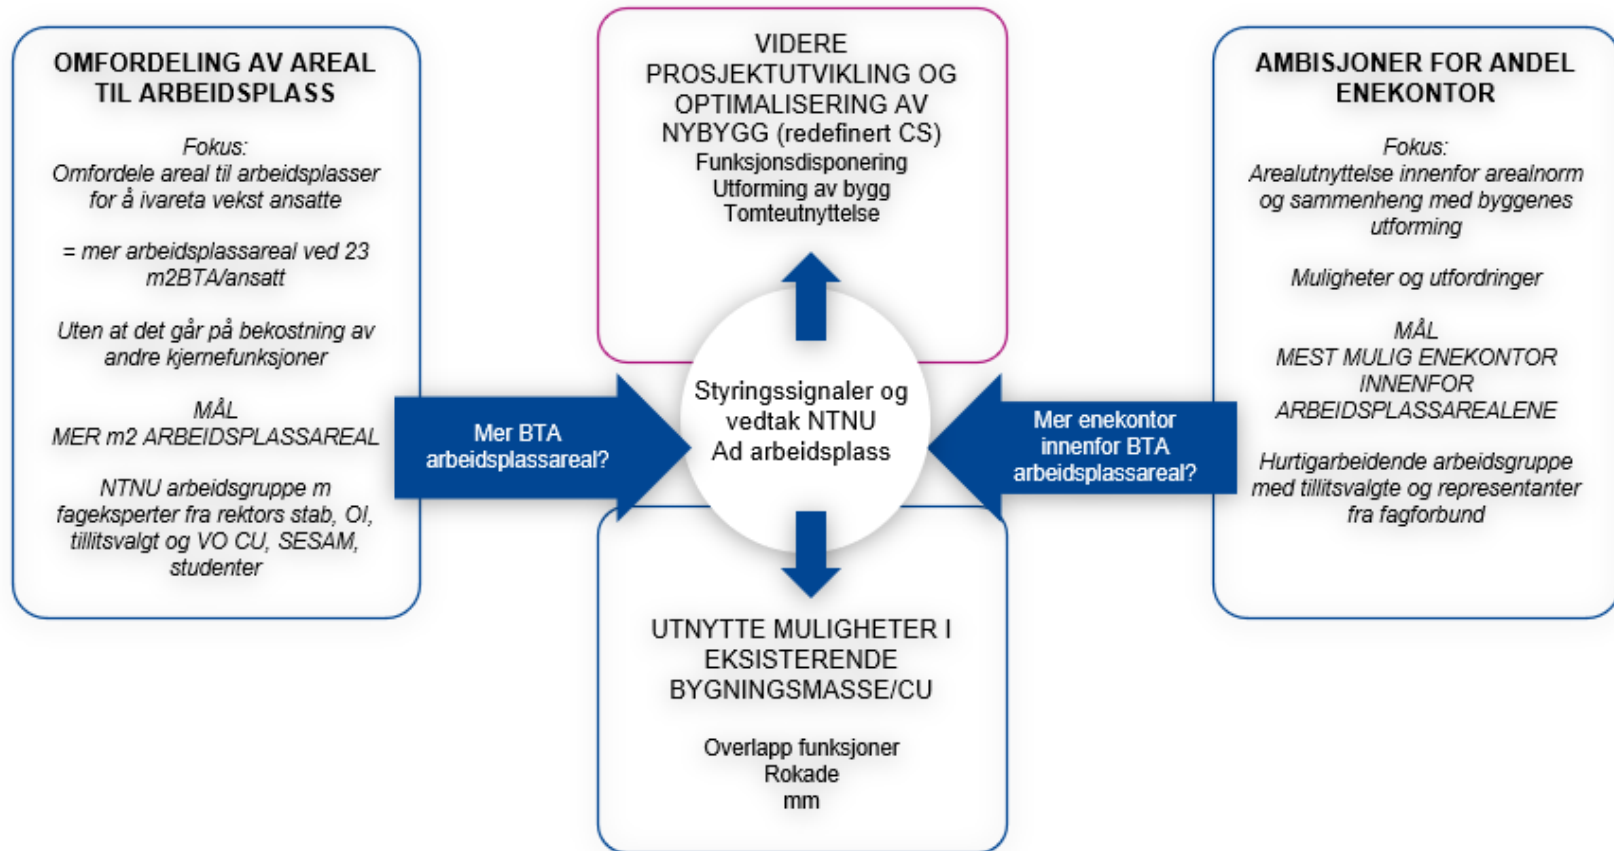 OMFORDELING AV AREAL
TIL ARBEIDSPLASS
Fokus:
Omfordele areal til arbeidsplasser
for å ivareta vekst ansatte
= mer arbeidsplassareal ved 23
m2BTA/ansatt
Uten at det går på bekostning av
andre kjernefunksjoner
MÅL
MER m2 ARBEIDSPLASSAREAL
NTNU arbeidsgruppe m
fageksperter fra rektors stab, OI,
tillitsvalgt og VO CU, SESAM,
studenter
Mer BTA
arbeidsplassareal?
VIDERE
PROSJEKTUTVIKLING OG
OPTIMALISERING AV
NYBYGG (redefinert CS)
Funksjonsdisponering
Utforming av bygg
Tomteutnyttelse
Styringssignaler og
vedtak NTNU
Ad arbeidsplass
UTNYTTE MULIGHETER I
EKSISTERENDE
BYGNINGSMASSE/CU
Overlapp funksjoner
Rokade
mm
Mer enekontor
innenfor BTA
arbeidsplassareal?
AMBISJONER FOR ANDEL
ENEKONTOR
Fokus:
Arealutnyttelse innenfor arealnorm
og sammenheng med byggenes
utforming
Muligheter og utfordringer
MÅL
MEST MULIG ENEKONTOR
INNENFOR
ARBEIDSPLASSAREALENE
Hurtigarbeidende arbeidsgruppe
med tillitsvalgte og representanter
fra fagforbund